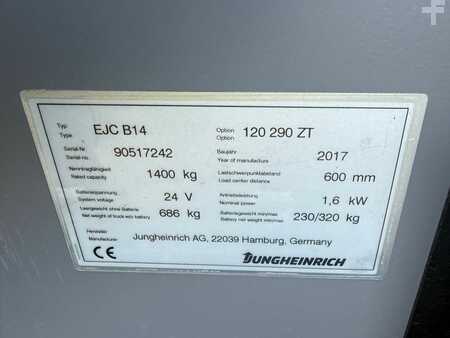 Typ
Type
EJC B14
Option
Option
120 290 ZT
Serial-Nr
Serial-no.
90517242
Baujahr
Year of manufacture
2017
Nenntragfähigkeit
Rated capacity
1400 kg
Lastschwerpunktabstand
Load center distance
600 mm
Batteriespannung
System voltage
24 V
Antriebsleistung
Nominal power
1,6 kW
Leergewicht ohne Batterie
Net weight of truck w/o battery
686 kg
Batteriegewicht min/max
Battery net weight min/max
230/320 kg
Hersteller
Manufacturer
Jungheinrich AG, 22039 Hamburg, Germany
CE
JUNGHEINRICH